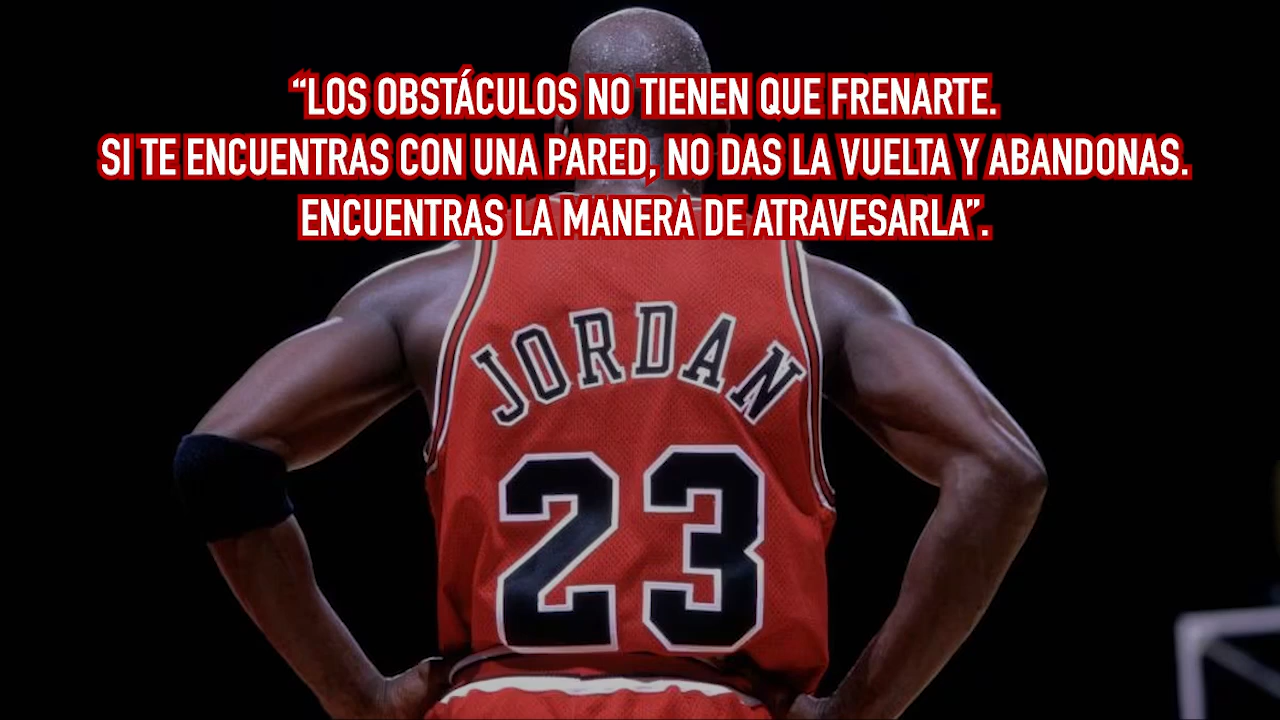 “LOS OBSTÁCULOS NO TIENEN QUE FRENARTE.
SI TE ENCUENTRAS CON UNA PARED, NO DAS LA VUELTA Y ABANDONAS.
ENCUENTRAS LA MANERA DE ATRAVESARLA”.
JORDAN
23